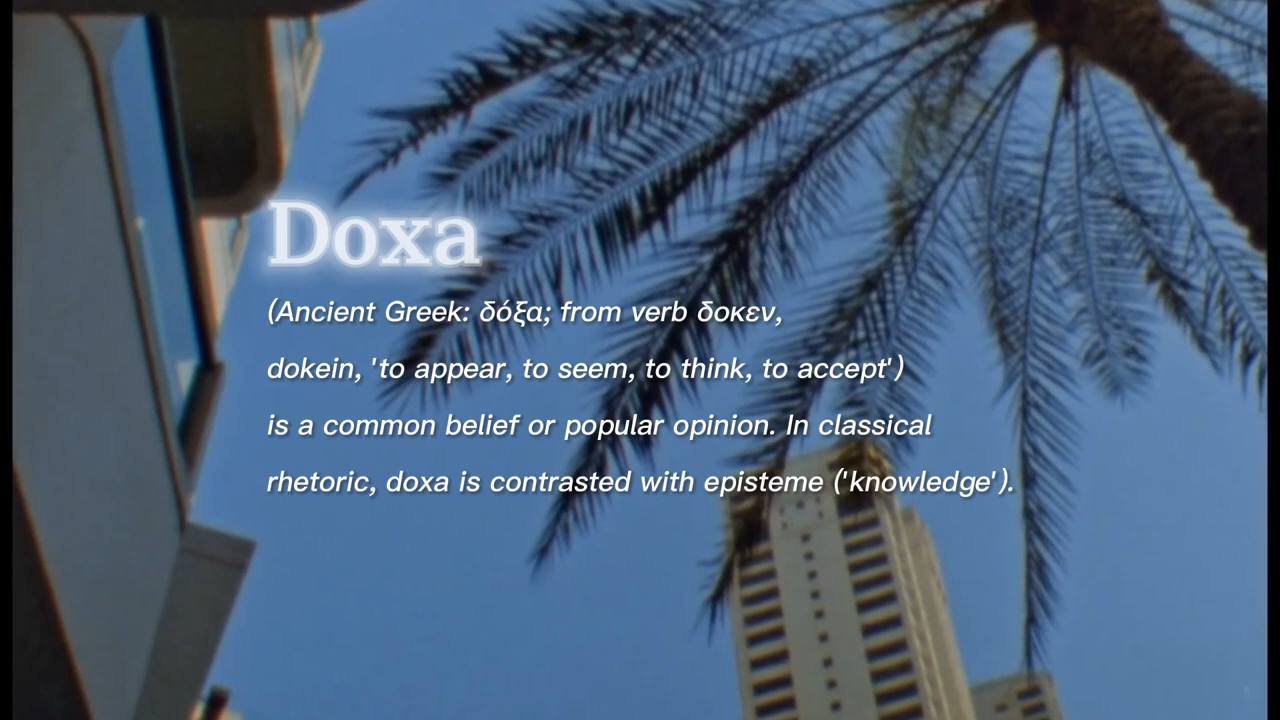 Doxa
(Ancient Greek: δόξα; from verb δοκεν,
dokein, 'to appear, to seem, to think, to accept')
is a common belief or popular opinion. In classical
rhetoric, doxa is contrasted with episteme ('knowledge').